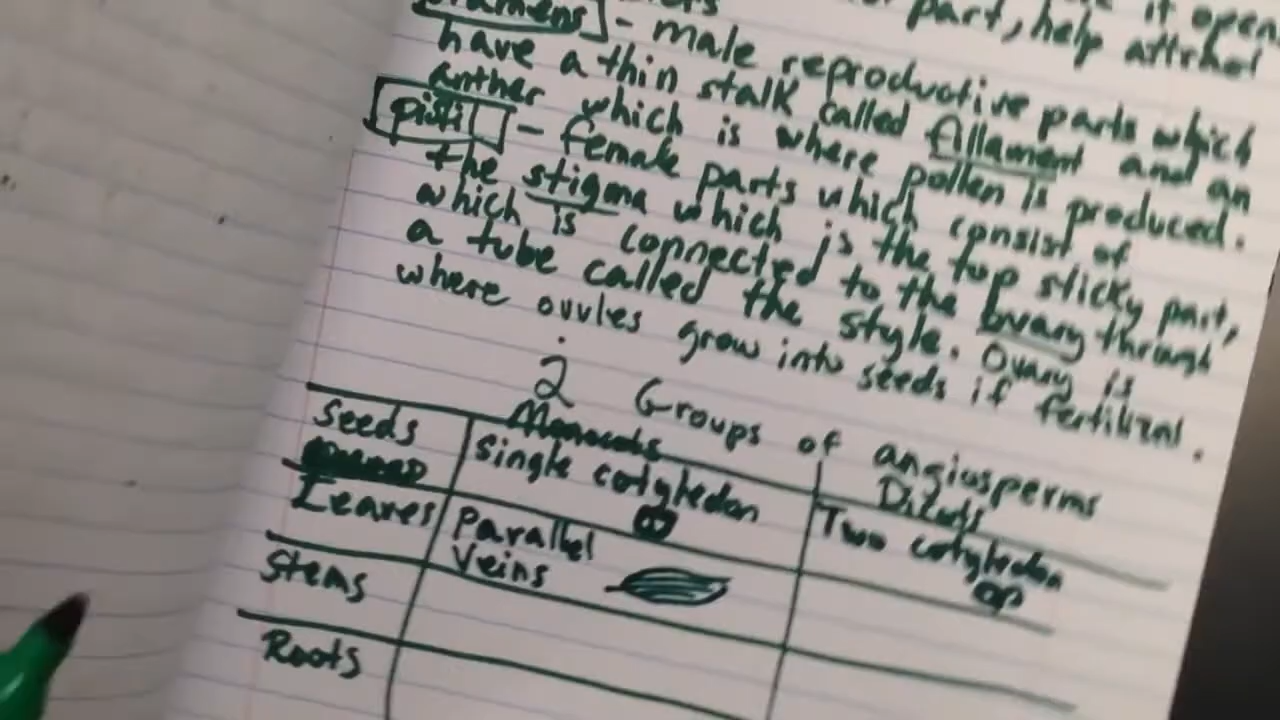 it open
part, help attract
stamens - male reproductive parts which
have a thin stalk called fillament and an
anther which is where pollen is produced.
pistil - female parts which consist of
the stigma which is the top sticky part,
which is connected to the ovary through
a tube called the style. Ovary is
where ovules grow into seeds if fertilized.
2 Groups of angiosperms
Monocots Dicots
Seeds Single cotyledon Two cotyledon
Leaves Parallel
Veins
Stems
Roots